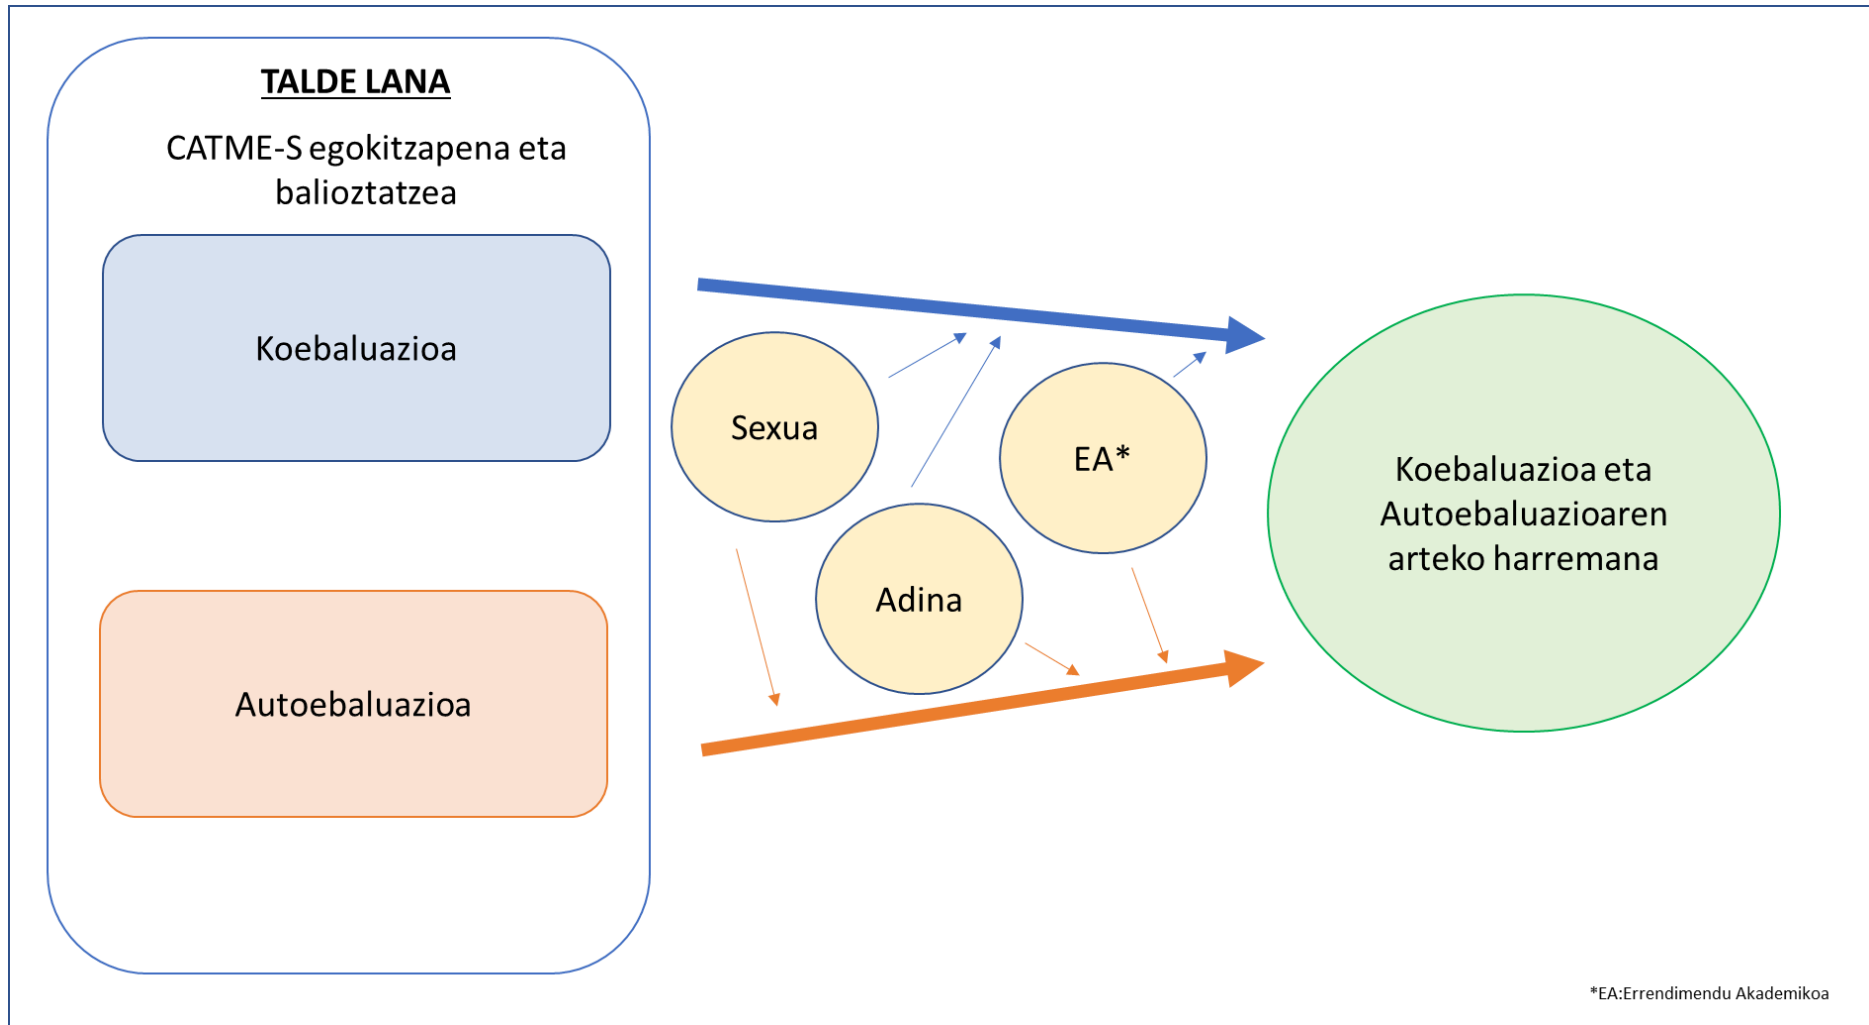 TALDE LANA
CATME-S egokitzapena eta
balioztatzea
Koebaluazioa
Autoebaluazioa
Sexua
Adina
EA*
Koebaluazioa eta
Autoebaluazioaren
arteko harremana
*EA:Errendimendu Akademikoa